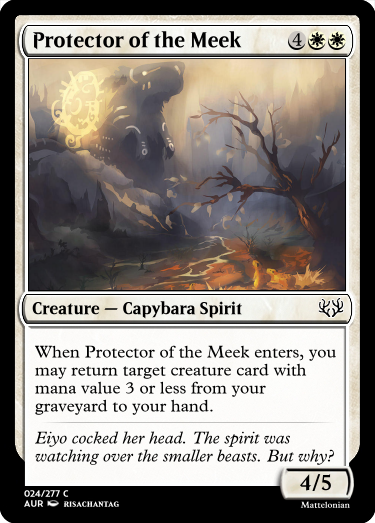 Protector of the Meek 4
Creature — Capybara Spirit
When Protector of the Meek enters, you
may return target creature card with
mana value 3 or less from your
graveyard to your hand.
Eiyo cocked her head. The spirit was
watching over the smaller beasts. But why?
4/5
024/277 C
AUR RISACHANTAG
Mattelonian